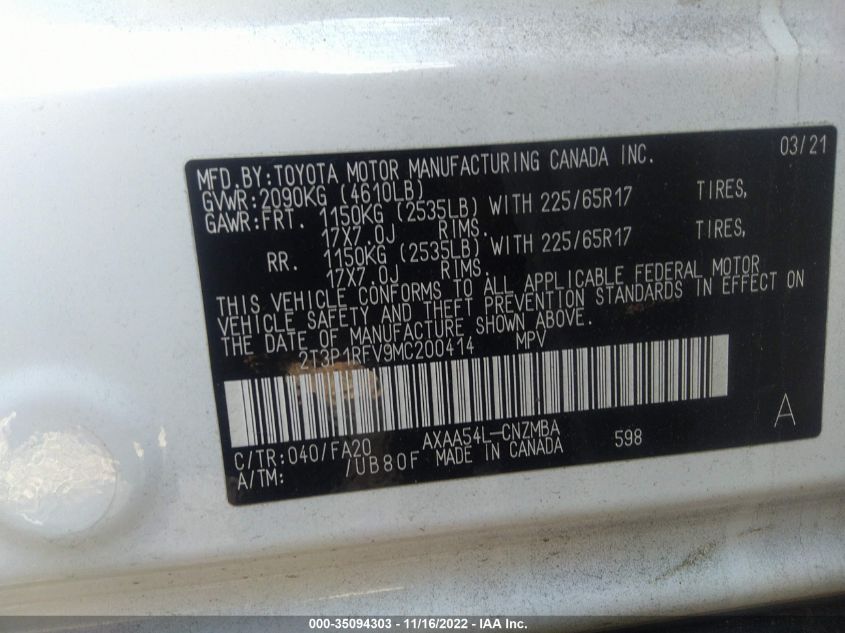 MFD.BY:TOYOTA MOTOR MANUFACTURING CANADA INC. 03/21
GVWR:2090KG (4610LB)
GAWR:FRT. 1150KG (2535LB) WITH 225/65R17 TIRES,
17X7.0J RIMS.
RR. 1150KG (2535LB) WITH 225/65R17 TIRES,
17X7.0J RIMS.
THIS VEHICLE CONFORMS TO ALL APPLICABLE FEDERAL MOTOR
VEHICLE SAFETY AND THEFT PREVENTION STANDARDS IN EFFECT ON
THE DATE OF MANUFACTURE SHOWN ABOVE.
2T3P1RFV9MC200414 MPV
A
C/TR:040/FA20 AXAA54L-CNZMBA 598
A/TM: /UB80F MADE IN CANADA
000-35094303 - 11/16/2022 - IAA Inc.